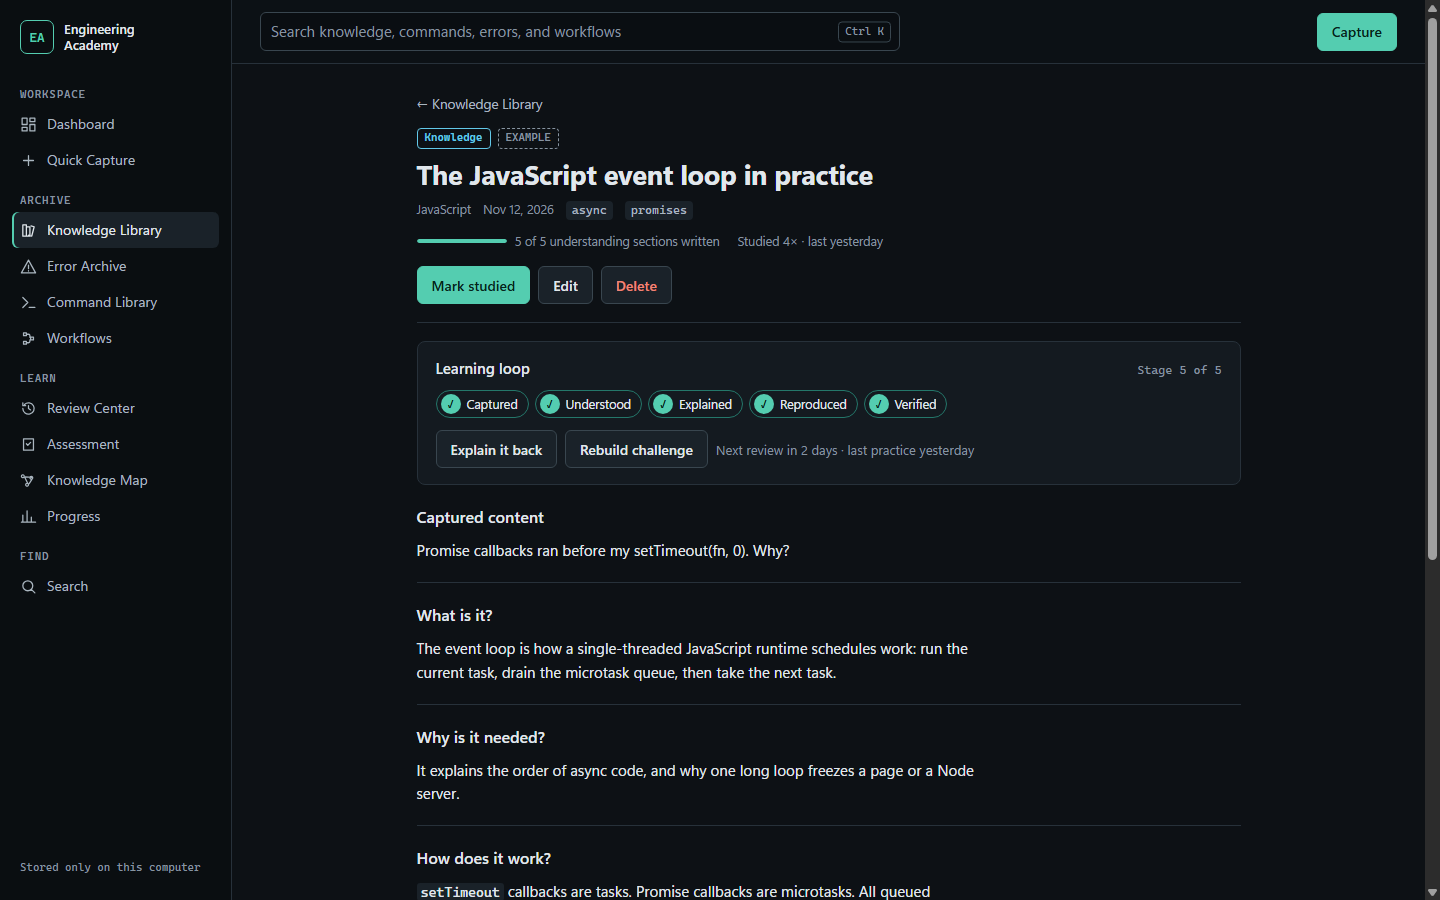 EA
Engineering
Academy
WORKSPACE
Dashboard
Quick Capture
ARCHIVE
Knowledge Library
Error Archive
Command Library
Workflows
LEARN
Review Center
Assessment
Knowledge Map
Progress
FIND
Search
Stored only on this computer
Search knowledge, commands, errors, and workflows
Ctrl K
Capture
← Knowledge Library
Knowledge EXAMPLE
The JavaScript event loop in practice
JavaScript Nov 12, 2026 async promises
5 of 5 understanding sections written Studied 4× · last yesterday
Mark studied Edit Delete
Learning loop Stage 5 of 5
✓ Captured ✓ Understood ✓ Explained ✓ Reproduced ✓ Verified
Explain it back Rebuild challenge Next review in 2 days · last practice yesterday
Captured content
Promise callbacks ran before my setTimeout(fn, 0). Why?
What is it?
The event loop is how a single-threaded JavaScript runtime schedules work: run the
current task, drain the microtask queue, then take the next task.
Why is it needed?
It explains the order of async code, and why one long loop freezes a page or a Node
server.
How does it work?
setTimeout callbacks are tasks. Promise callbacks are microtasks. All queued